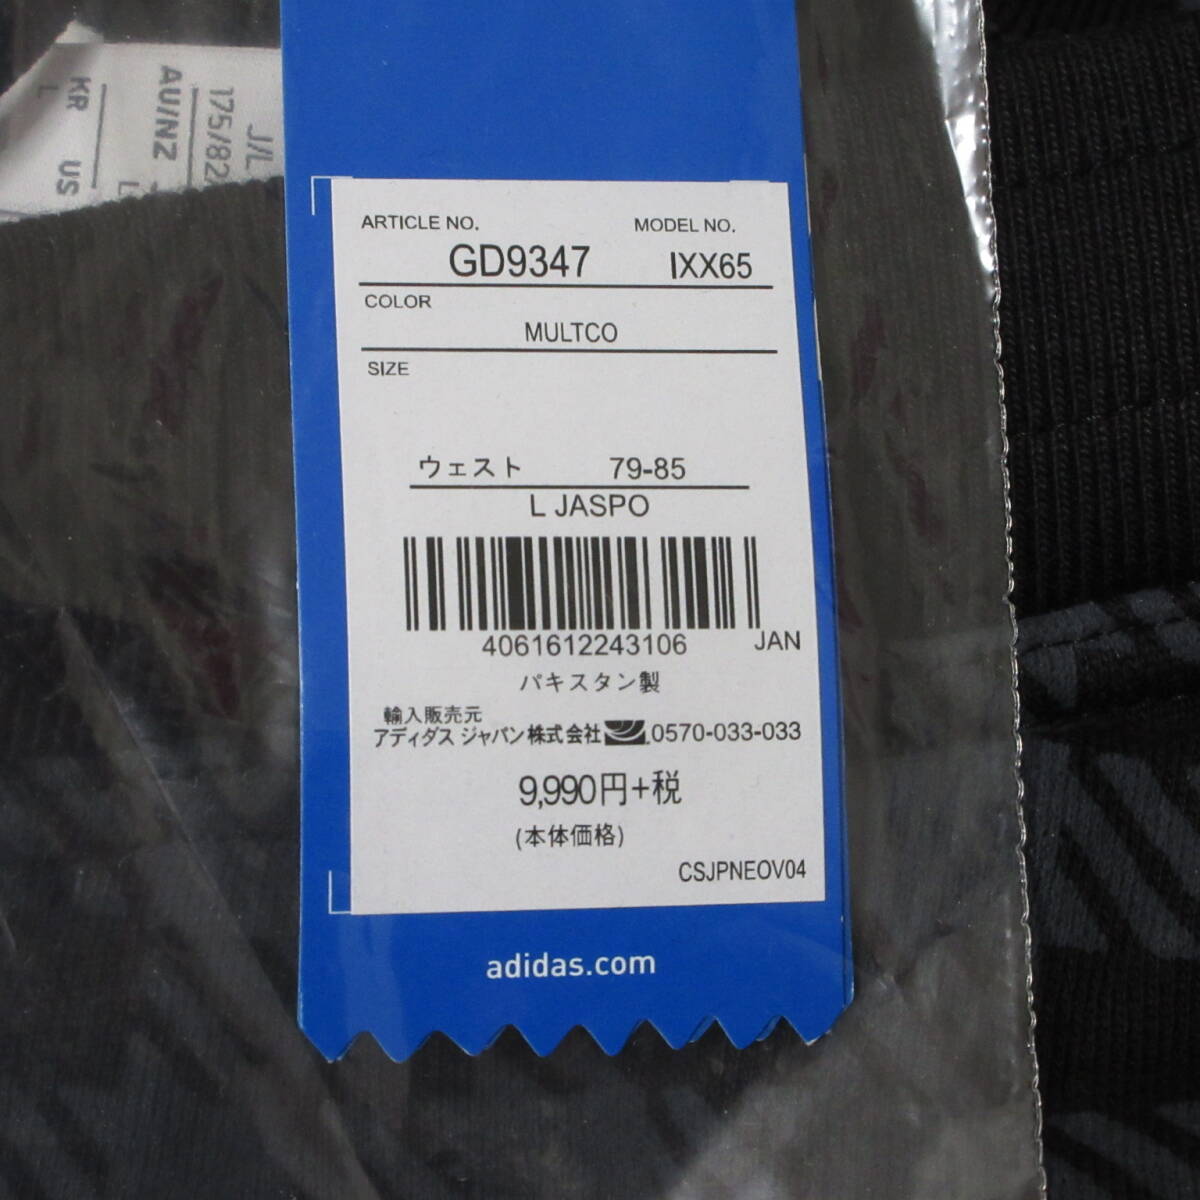 J/L
175/82
AU/NZ
L
KR US
L
ARTICLE NO. MODEL NO.
GD9347 IXX65
COLOR
MULTCO
SIZE
ウェスト 79-85
L JASPO
4061612243106 JAN
パキスタン製
輸入販売元
アディダス ジャパン株式会社 0570-033-033
9,990円+税
(本体価格)
CSJPNEOV04
adidas.com